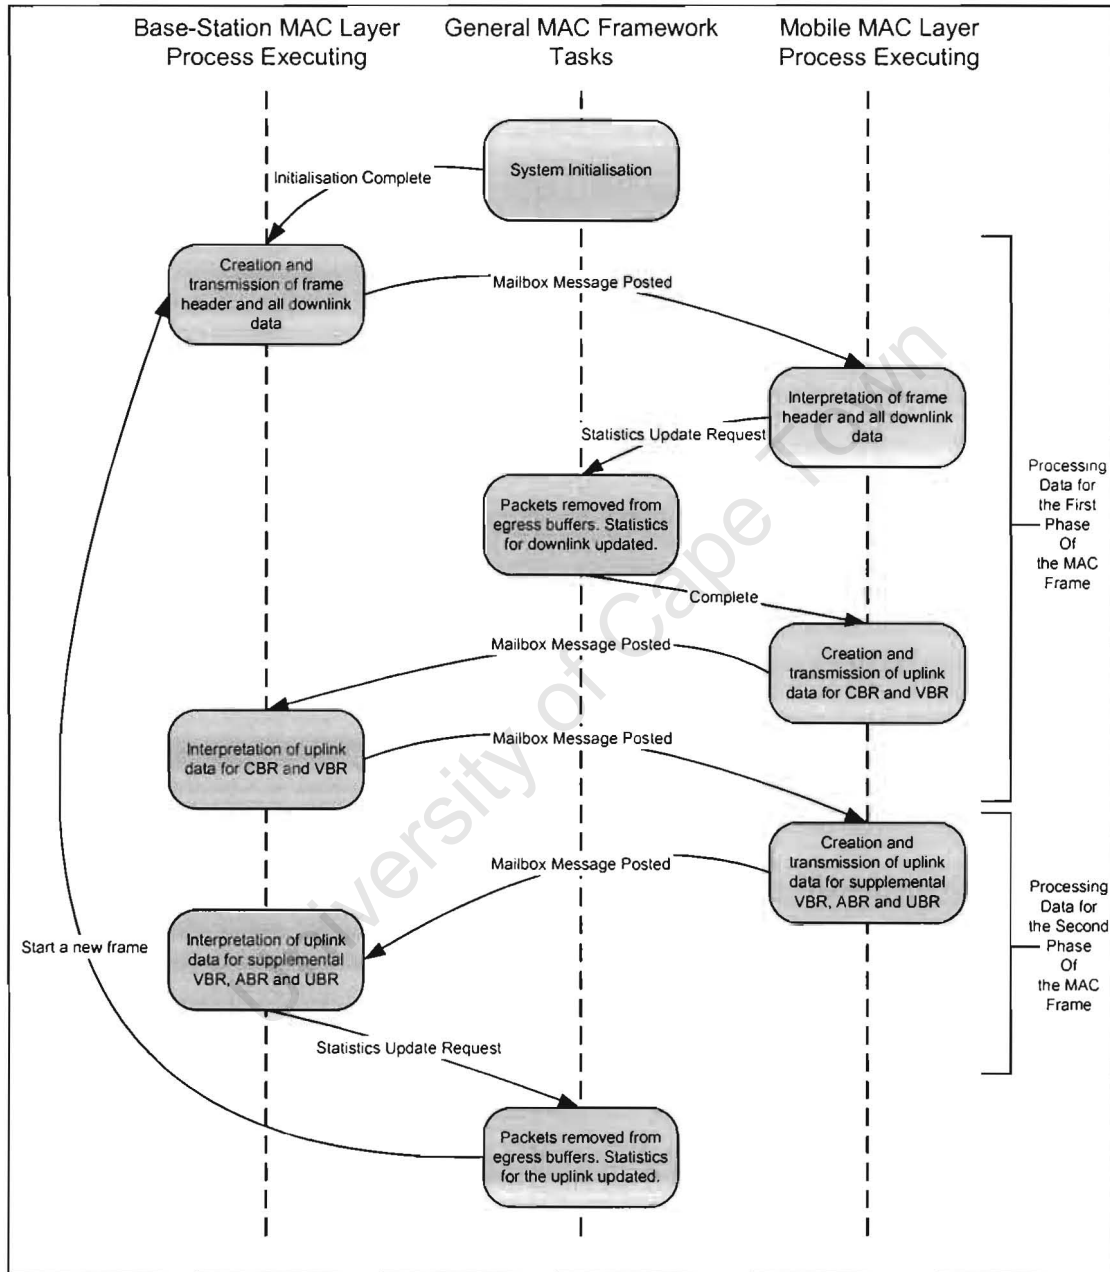 Base-Station MAC Layer
Process Executing
General MAC Framework
Tasks
Mobile MAC Layer
Process Executing
System Initialisation
Initialisation Complete
Creation and
transmission of frame
header and all downlink
data
Mailbox Message Posted
Interpretation of frame
header and all downlink
data
Statistics Update Request
Packets removed from
egress buffers. Statistics
for downlink updated.
Complete
Creation and
transmission of uplink
data for CBR and VBR
Mailbox Message Posted
Interpretation of uplink
data for CBR and VBR
Mailbox Message Posted
Processing
Data for
the First
Phase
Of
the MAC
Frame
Creation and
transmission of uplink
data for supplemental
VBR, ABR and UBR
Mailbox Message Posted
Interpretation of uplink
data for supplemental
VBR, ABR and UBR
Start a new frame
Statistics Update Request
Processing
Data for
the Second
Phase
Of
the MAC
Frame
Packets removed from
egress buffers. Statistics
for the uplink updated.
University of Cape Town